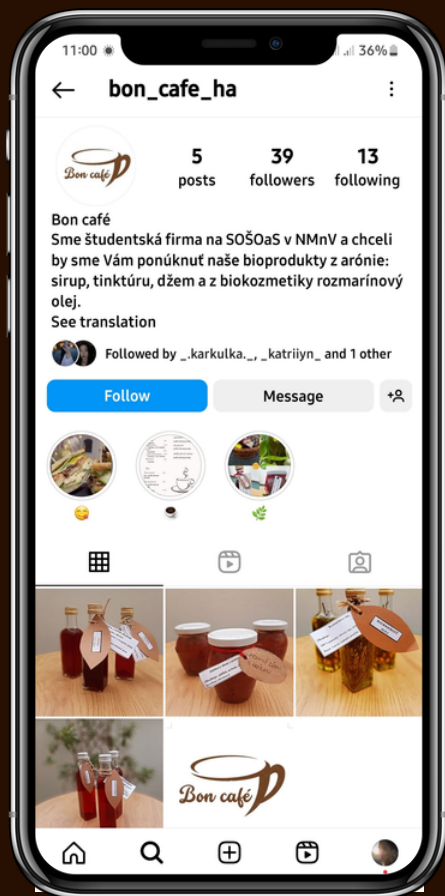 11:00
36%
bon_cafe_ha
Bon café
5
39
13
posts
followers
following
Bon café
Sme študentská firma na SOŠOaS v NMnV a chceli
by sme Vám ponúknuť naše bioprodukty z arónie:
sirup, tinktúru, džem a z biokozmetiky rozmarínový
olej.
See translation
Followed by _.karkulka._, _katriiyn_ and 1 other
Follow
Message
Bon café